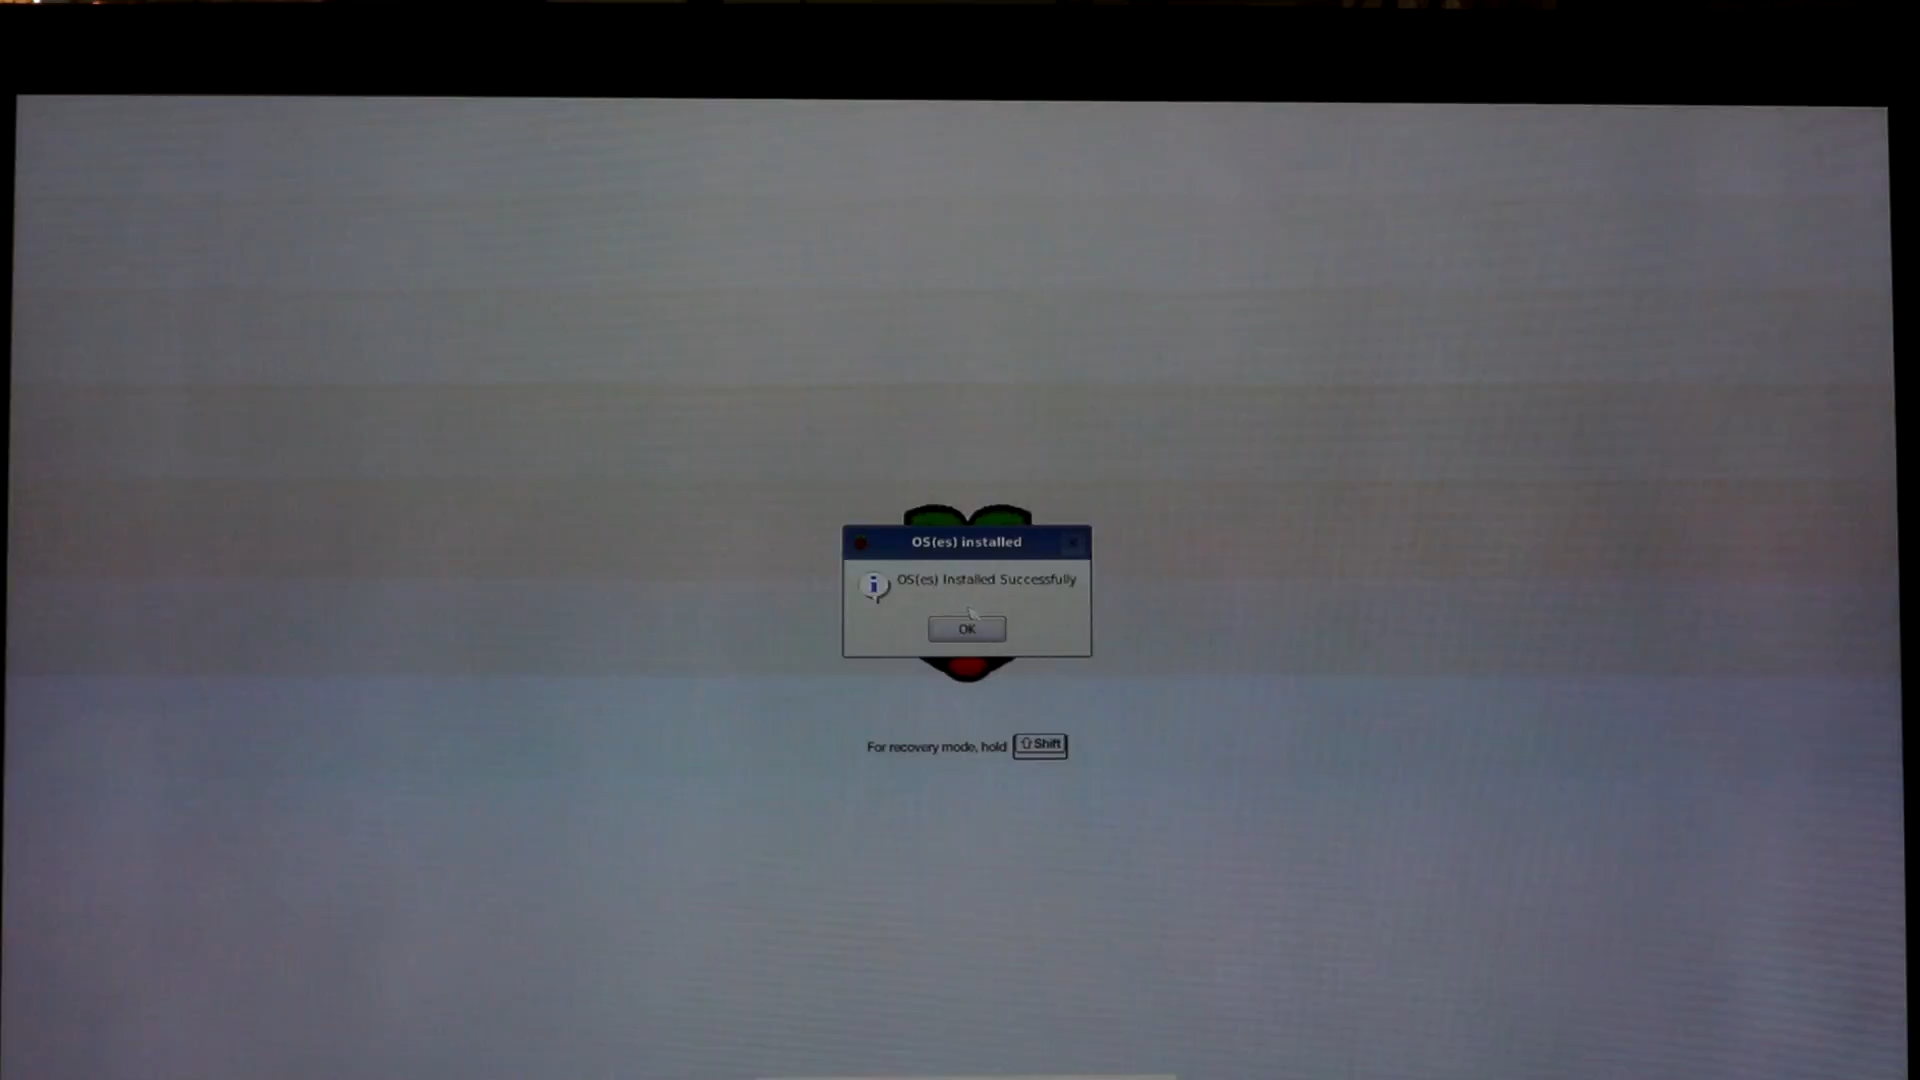 OS(es) installed
OS(es) Installed Successfully
OK
For recovery mode, hold ⇧ Shift